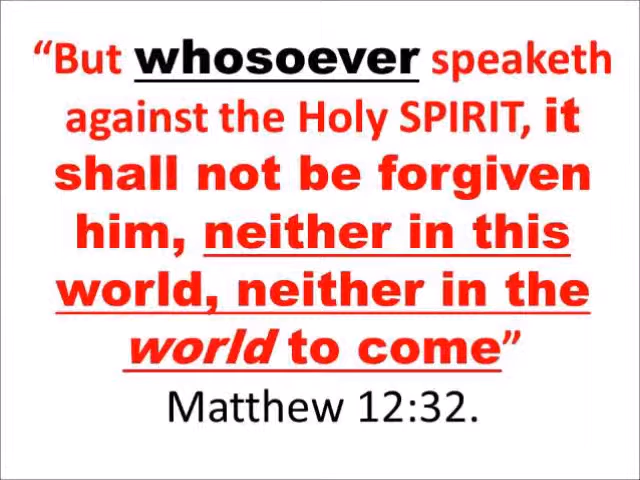 “But whosoever speaketh
against the Holy SPIRIT, it
shall not be forgiven
him, neither in this
world, neither in the
world to come”
Matthew 12:32.